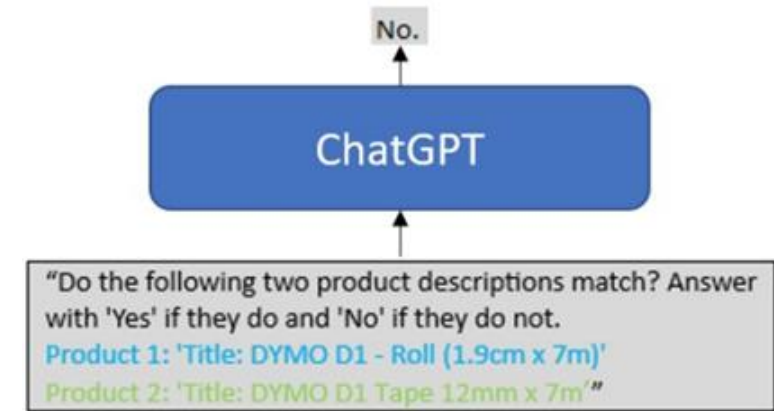 No.
ChatGPT
“Do the following two product descriptions match? Answer
with 'Yes' if they do and 'No' if they do not.
Product 1: 'Title: DYMO D1 - Roll (1.9cm x 7m)'
Product 2: 'Title: DYMO D1 Tape 12mm x 7m'”